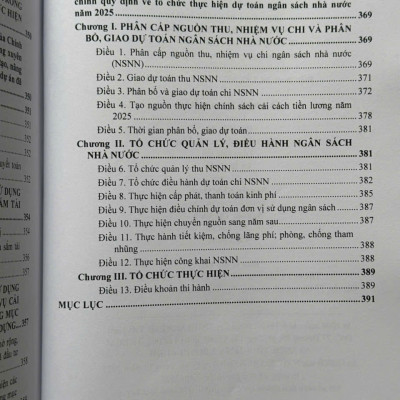 TRONG
C HIỆN
chính quy định về tổ chức thực hiện dự toán ngân sách nhà nước
năm 2025 369
Chương I. PHÂN CẤP NGUỒN THU, NHIỆM VỤ CHI VÀ PHÂN
BỔ, GIAO DỰ TOÁN NGÂN SÁCH NHÀ NƯỚC 369
Điều 1. Phân cấp nguồn thu, nhiệm vụ chi ngân sách nhà
nước 369
Điều 2. Giao dự toán thu NSNN 371
Điều 3. Phân bổ và giao dự toán chi NSNN 372
Điều 4. Tạo nguồn thực hiện chính sách cải cách tiền lương năm
2025 378
Điều 5. Thời gian phân bổ, giao dự toán 381
Chương II. TỔ CHỨC QUẢN LÝ, ĐIỀU HÀNH NGÂN SÁCH
NHÀ NƯỚC 381
Điều 6. Tổ chức quản lý thu NSNN 381
Điều 7. Tổ chức điều hành dự toán chi NSNN 382
Điều 8. Thực hiện cấp phát, thanh toán kinh phí 385
Điều 9. Thực hiện điều chỉnh dự toán đơn vị sử dụng ngân sách 387
Điều 10. Thực hiện chuyển nguồn sang năm sau 387
Điều 11. Thực hành tiết kiệm, chống lãng phí; phòng, chống tham
nhũng 388
Điều 12. Thực hiện công khai NSNN 388
Chương III. TỔ CHỨC THỰC HIỆN 389
Điều 13. Điều khoản thi hành 389
MỤC LỤC 391